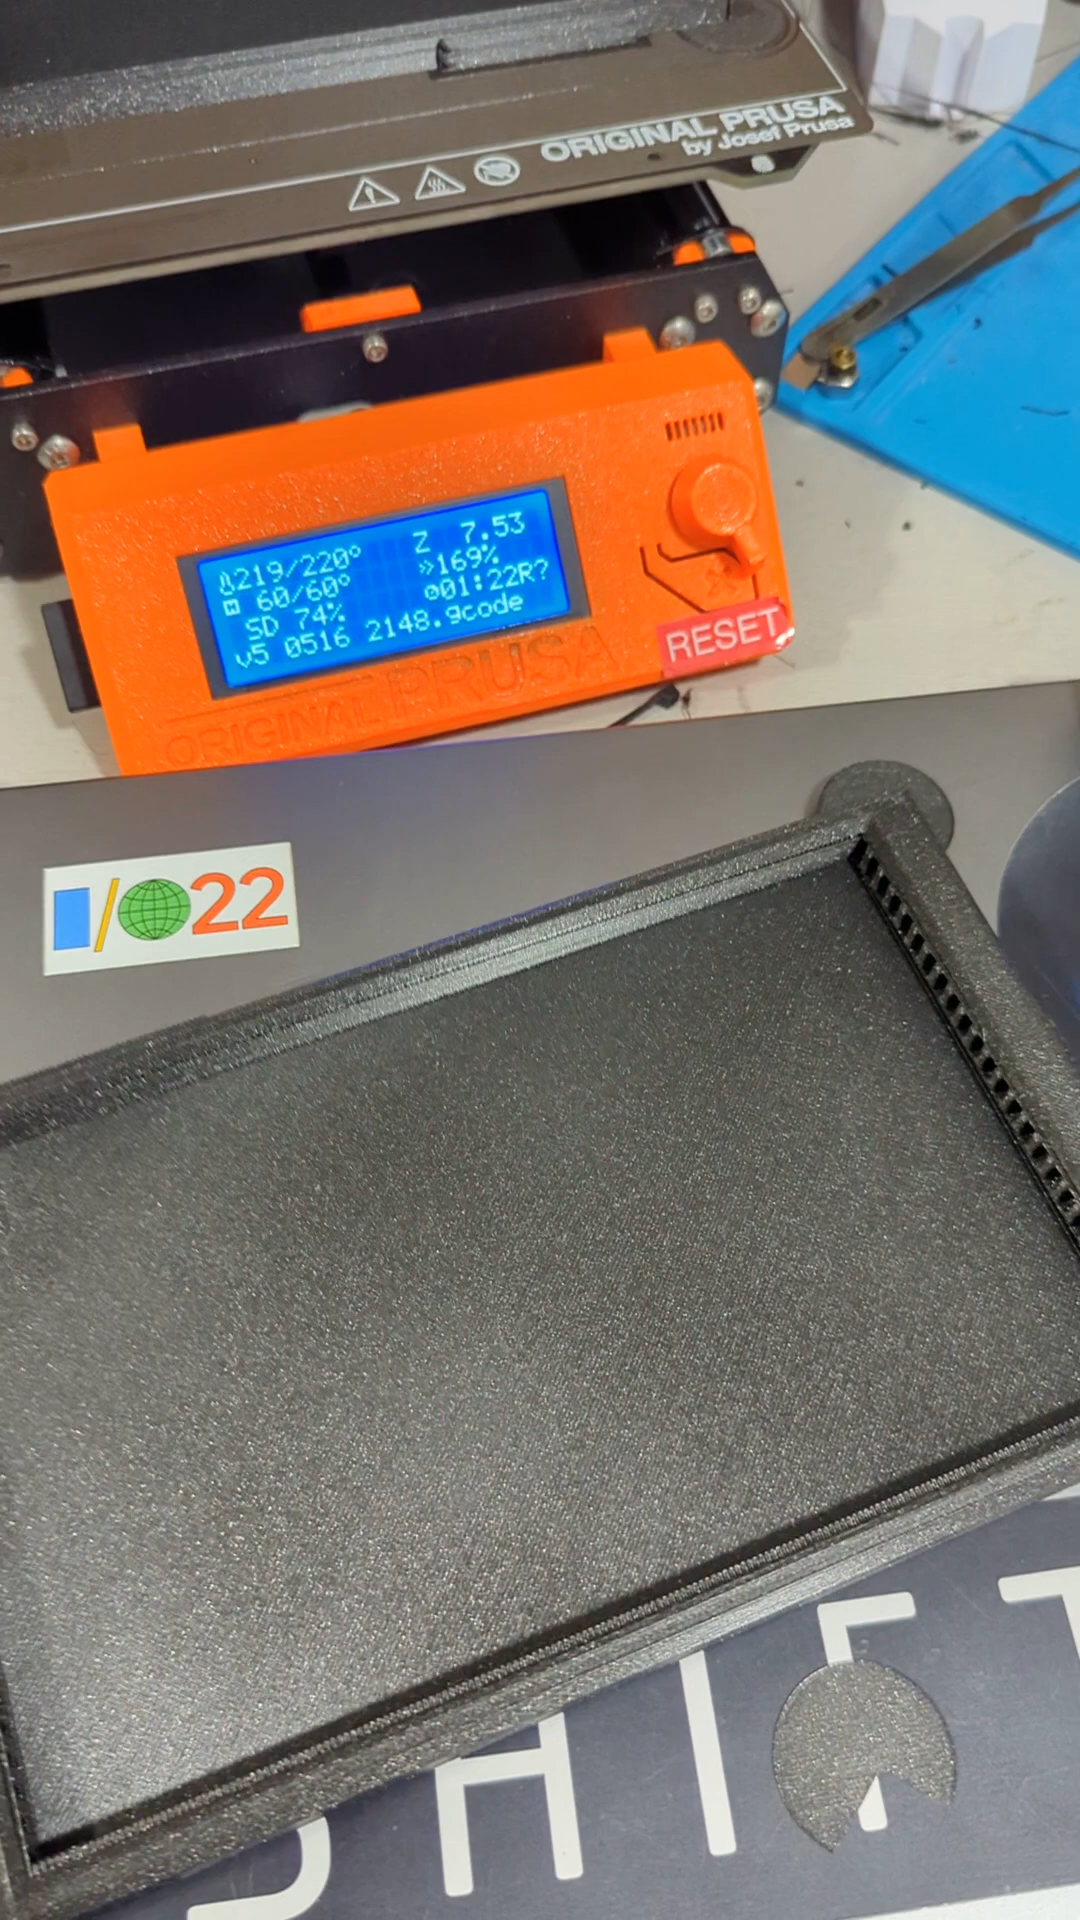 ORIGINAL PRUSA
by Josef Prusa
219/220° Z 7.53
60/60° 169%
SD 74% 01:22R?
v5 0516 2148.gcode
ORIGINAL PRUSA
RESET
I/O22
SHIFT